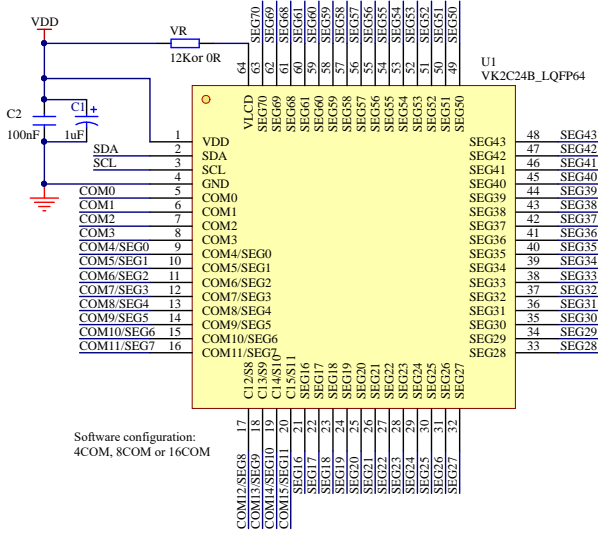 VDD
VR
12Kor 0R
SEG70
SEG69
SEG68
SEG61
SEG60
SEG59
SEG58
SEG57
SEG56
SEG55
SEG54
SEG53
SEG52
SEG51
SEG50
64
63
62
61
60
59
58
57
56
55
54
53
52
51
50
49
U1
VK2C24B_LQFP64
C2
100nF
C1
+
1uF
VLCD
SEG70
SEG69
SEG68
SEG61
SEG60
SEG59
SEG58
SEG57
SEG56
SEG55
SEG54
SEG53
SEG52
SEG51
SEG50
1 VDD
SDA 2 SDA
SCL 3 SCL
4 GND
COM0 5 COM0
COM1 6 COM1
COM2 7 COM2
COM3 8 COM3
COM4/SEG0 9 COM4/SEG0
COM5/SEG1 10 COM5/SEG1
COM6/SEG2 11 COM6/SEG2
COM7/SEG3 12 COM7/SEG3
COM8/SEG4 13 COM8/SEG4
COM9/SEG5 14 COM9/SEG5
COM10/SEG6 15 COM10/SEG6
COM11/SEG7 16 COM11/SEG7
SEG43 48 SEG43
SEG42 47 SEG42
SEG41 46 SEG41
SEG40 45 SEG40
SEG39 44 SEG39
SEG38 43 SEG38
SEG37 42 SEG37
SEG36 41 SEG36
SEG35 40 SEG35
SEG34 39 SEG34
SEG33 38 SEG33
SEG32 37 SEG32
SEG31 36 SEG31
SEG30 35 SEG30
SEG29 34 SEG29
SEG28 33 SEG28
C12/S8
C13/S9
C14/S10
C15/S11
SEG16
SEG17
SEG18
SEG19
SEG20
SEG21
SEG22
SEG23
SEG24
SEG25
SEG26
SEG27
17
18
19
20
21
22
23
24
25
26
27
28
29
30
31
32
Software configuration:
4COM, 8COM or 16COM
COM12/SEG8
COM13/SEG9
COM14/SEG10
COM15/SEG11
SEG16
SEG17
SEG18
SEG19
SEG20
SEG21
SEG22
SEG23
SEG24
SEG25
SEG26
SEG27